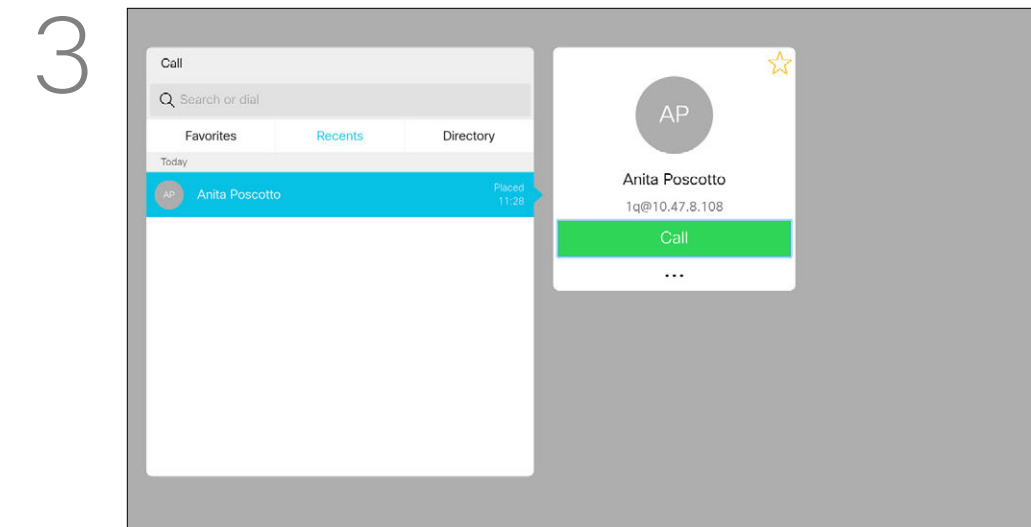 3
Call
Search or dial
Favorites Recents Directory
Today
AP Anita Poscotto Placed
11:28
AP
Anita Poscotto
1q@10.47.8.108
Call
...